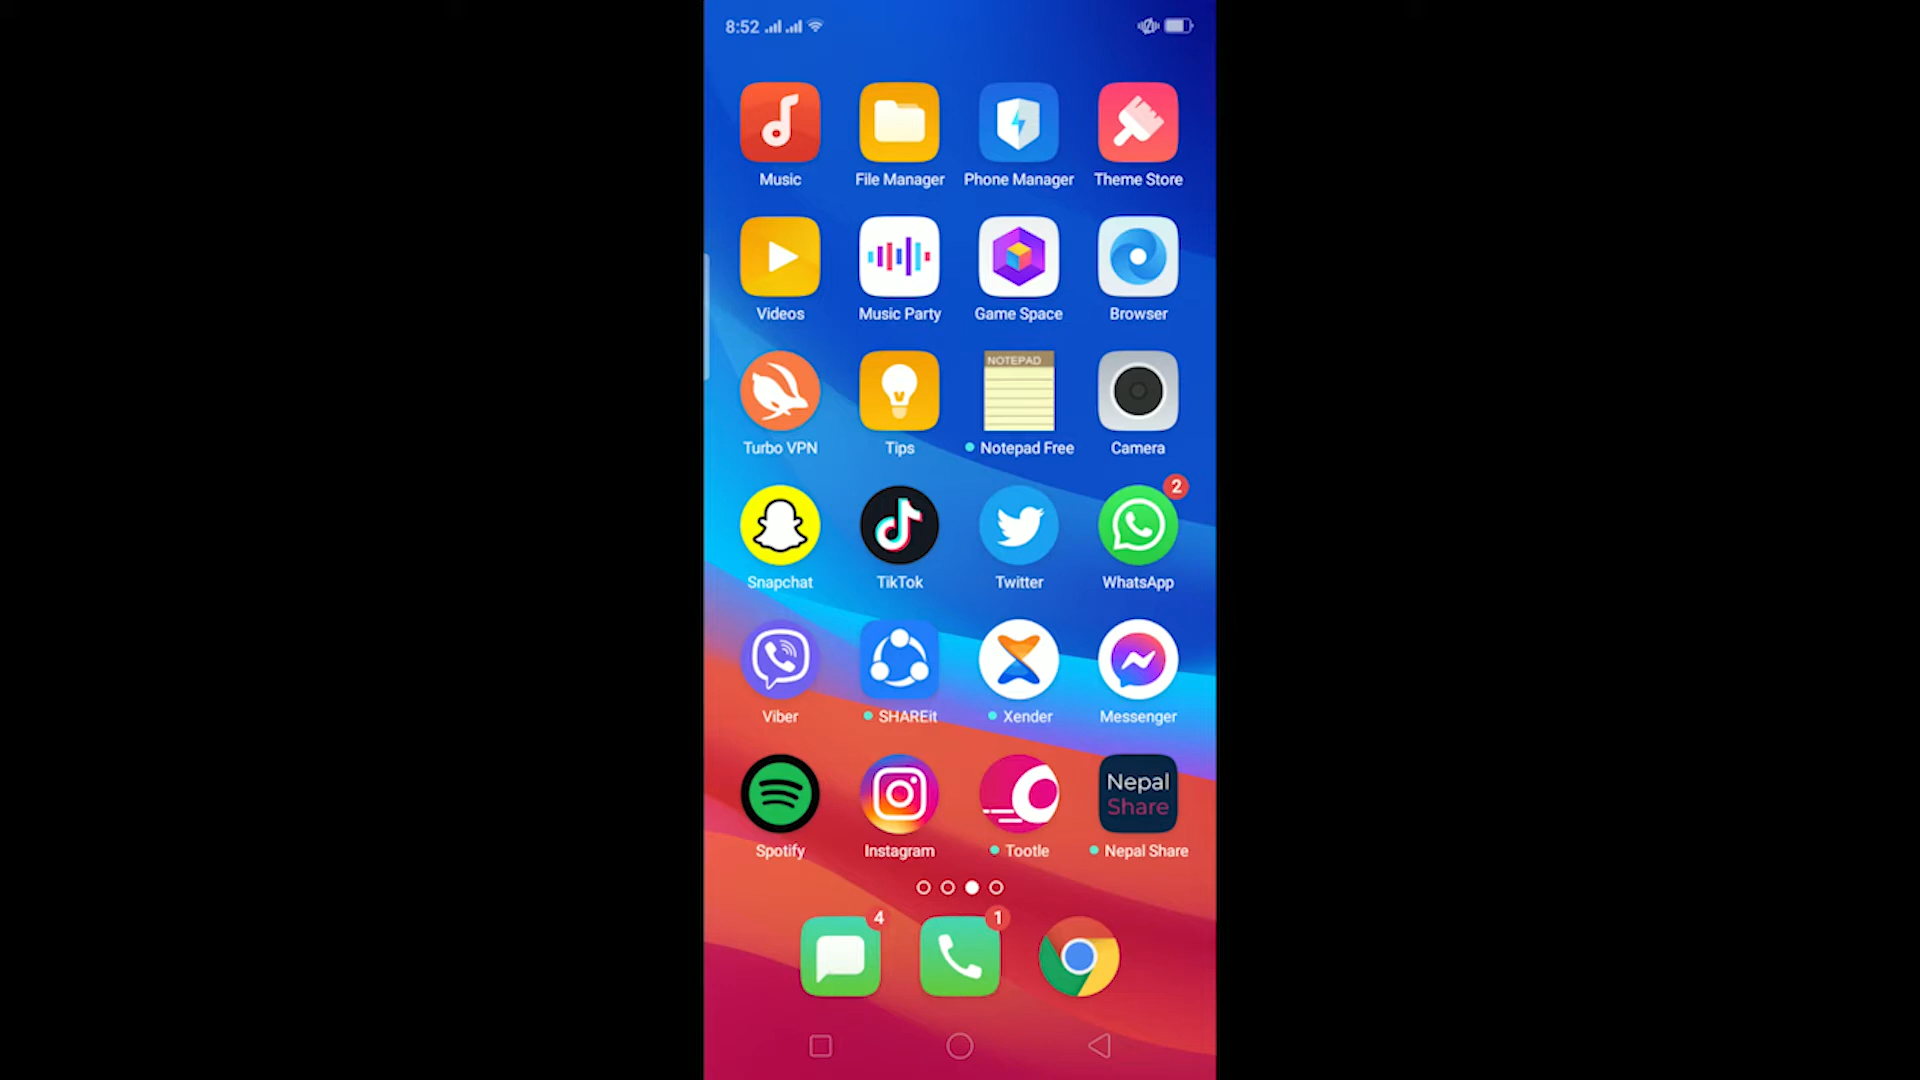 8:52
Music File Manager Phone Manager Theme Store
Videos Music Party Game Space Browser
NOTEPAD
Turbo VPN Tips Notepad Free Camera
2
Snapchat TikTok Twitter WhatsApp
Viber SHAREit Xender Messenger
Nepal
Share
Spotify Instagram Tootle Nepal Share
4 1